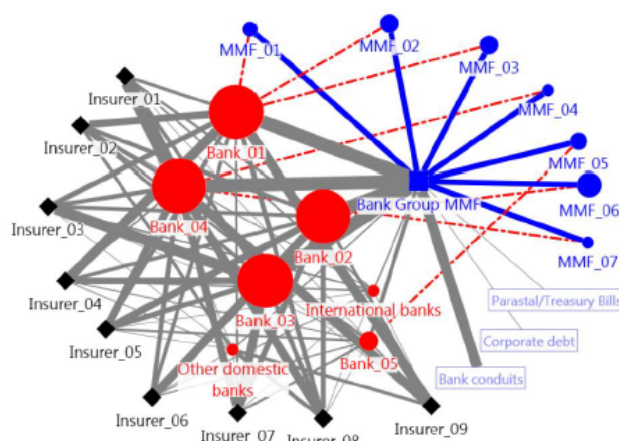 MMF_01
MMF_02
MMF_03
MMF_04
MMF_05
MMF_06
MMF_07
Insurer_01
Insurer_02
Insurer_03
Insurer_04
Insurer_05
Insurer_06
Insurer_07
Insurer_08
Insurer_09
Bank_01
Bank_04
Bank_02
Bank_03
Bank Group MMF
International banks
Bank_05
Other domestic
banks
Parastal/Treasury Bills
Corporate debt
Bank conduits